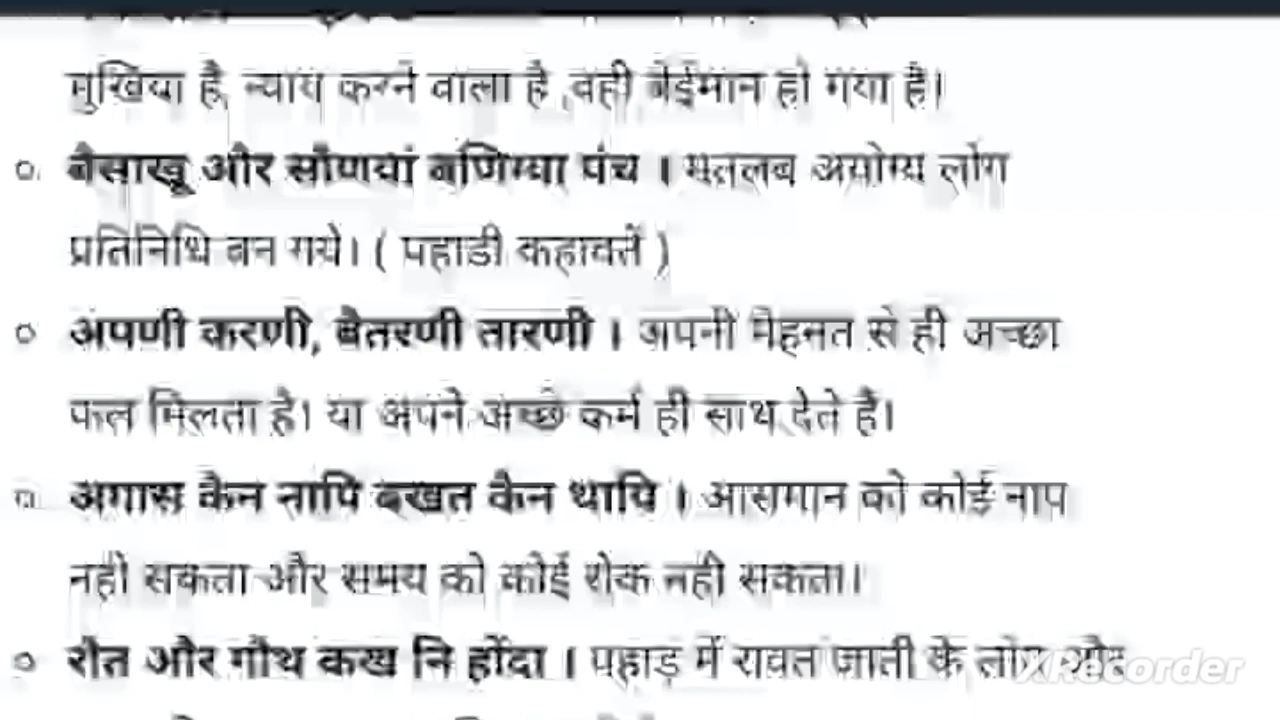 मुखिया है, न्याय करने वाला है ,वही बेईमान हो गया है।
बैसाखू और सौणयां बणिग्या पंच । मतलब अयोग्य लोग
प्रतिनिधि बन गये। ( पहाडी कहावतें )
अपणी करणी, बैतरणी तारणी । अपनी मेहनत से ही अच्छा
फल मिलता है। या अपने अच्छे कर्म ही साथ देते हैं।
अगास कैन नापि बखत कैन थापि । आसमान को कोई नाप
नही सकता और समय को कोई रोक नही सकता।
रौत और गौथ कख नि होंदा । पहाड़ में रावत जाती के लोग और
XRecorder